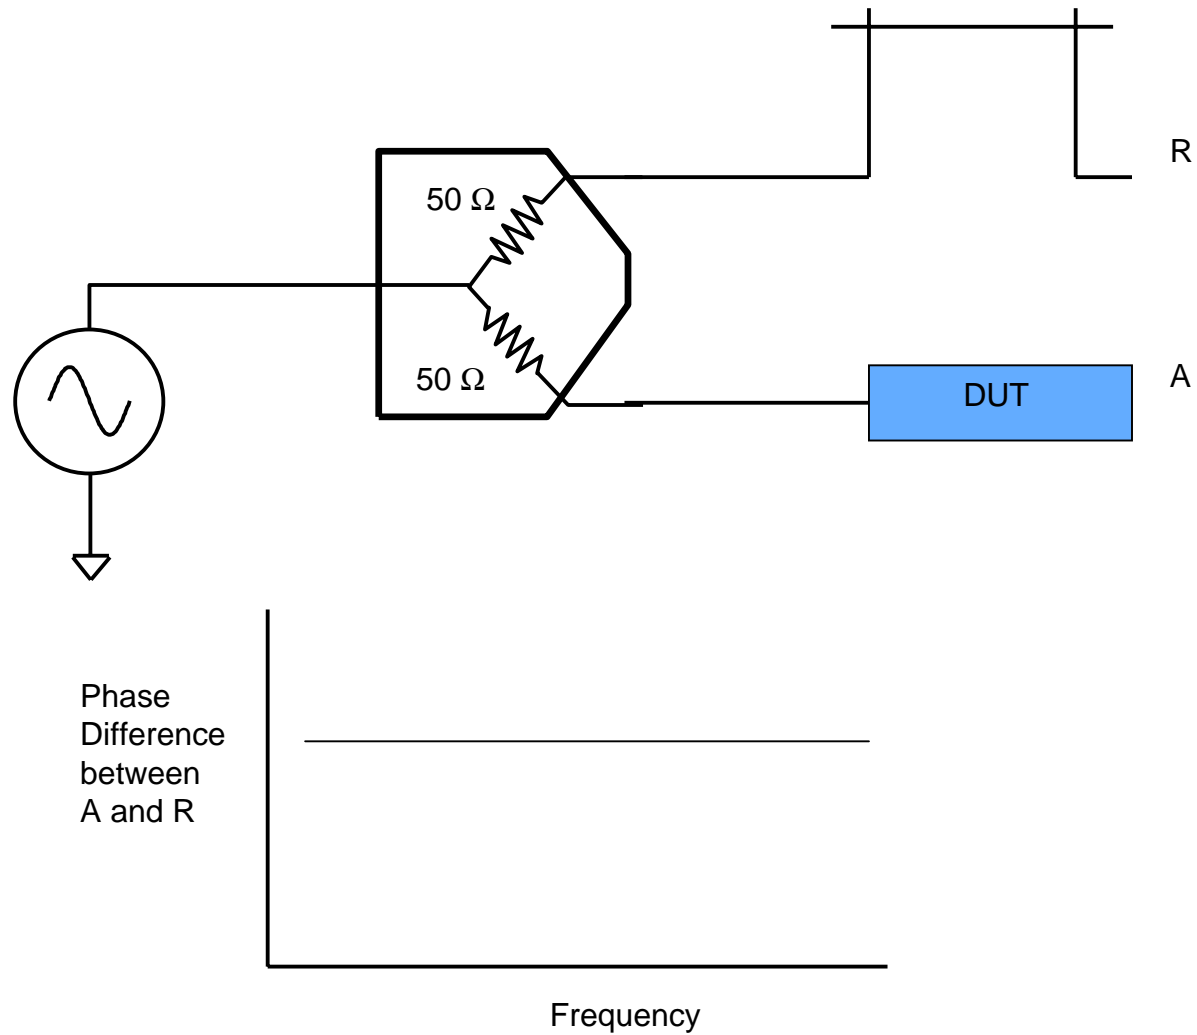 R
50 Ω
50 Ω
A
DUT
Phase
Difference
between
A and R
Frequency